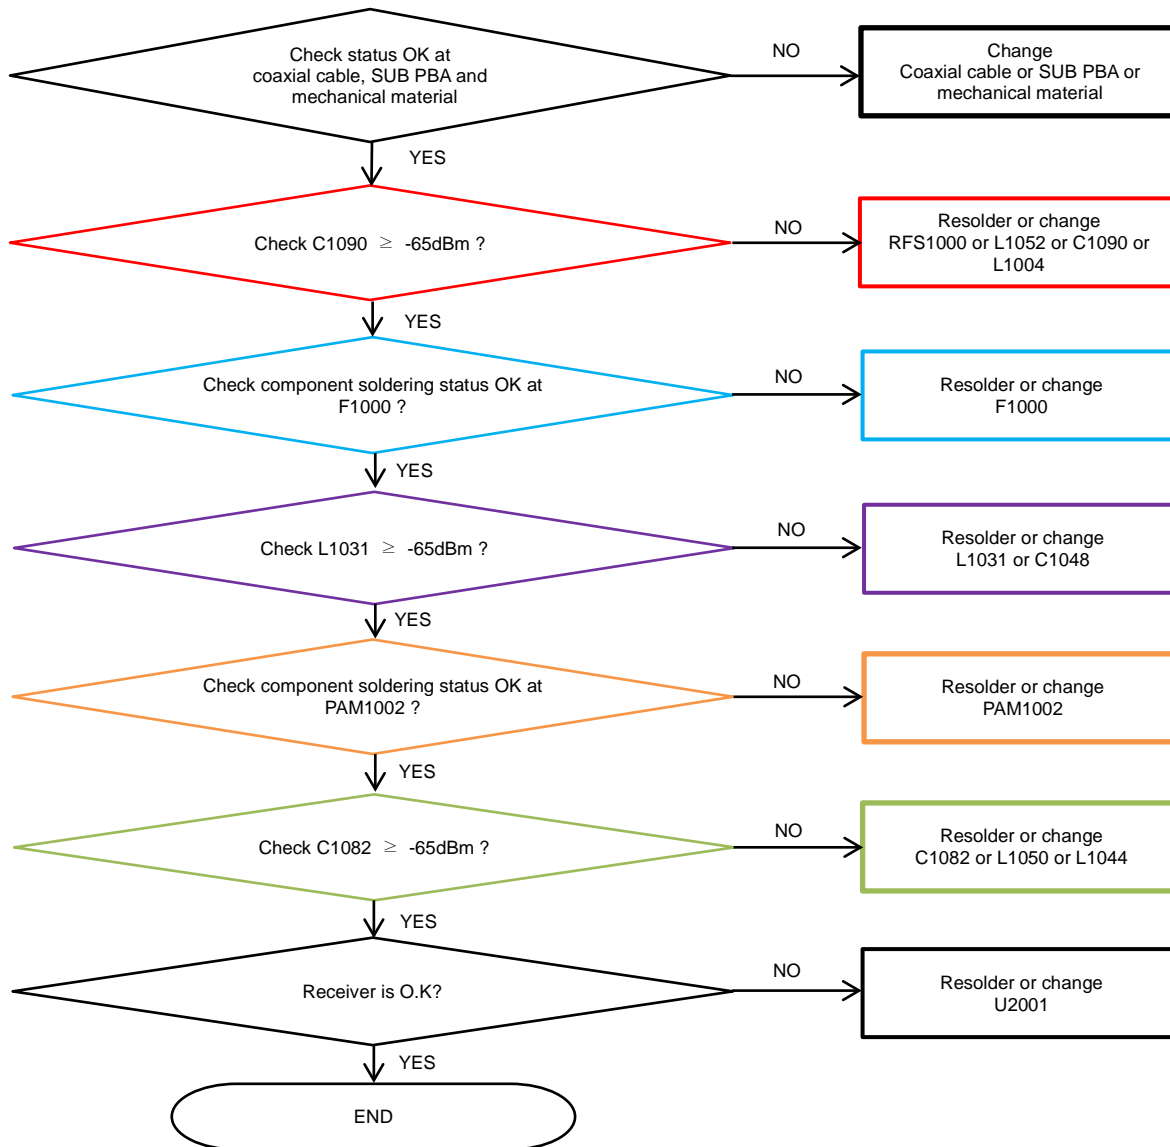 Check status OK at
coaxial cable, SUB PBA and
mechanical material
NO
Change
Coaxial cable or SUB PBA or
mechanical material
YES
Check C1090 ≥ -65dBm ?
NO
Resolder or change
RFS1000 or L1052 or C1090 or
L1004
YES
Check component soldering status OK at
F1000 ?
NO
Resolder or change
F1000
YES
Check L1031 ≥ -65dBm ?
NO
Resolder or change
L1031 or C1048
YES
Check component soldering status OK at
PAM1002 ?
NO
Resolder or change
PAM1002
YES
Check C1082 ≥ -65dBm ?
NO
Resolder or change
C1082 or L1050 or L1044
YES
Receiver is O.K?
NO
Resolder or change
U2001
YES
END